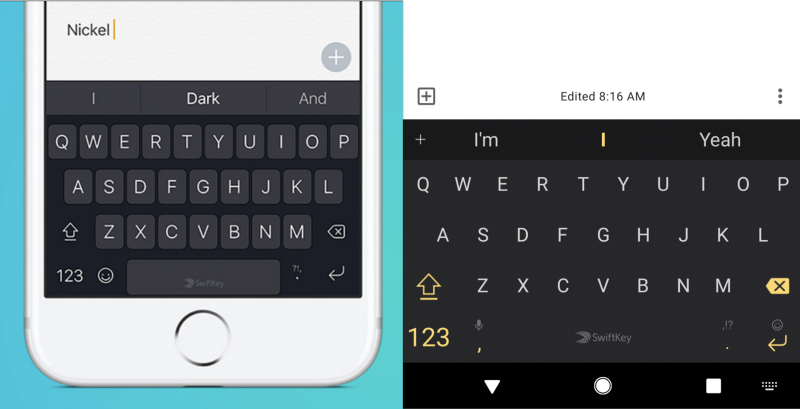 Nickel
I Dark And
Q W E R T Y U I O P
A S D F G H J K L
Z X C V B N M
123 ?!, .
SwiftKey
Edited 8:16 AM
+ I'm I Yeah
Q W E R T Y U I O P
A S D F G H J K L
Z X C V B N M
,!?
123 , SwiftKey .